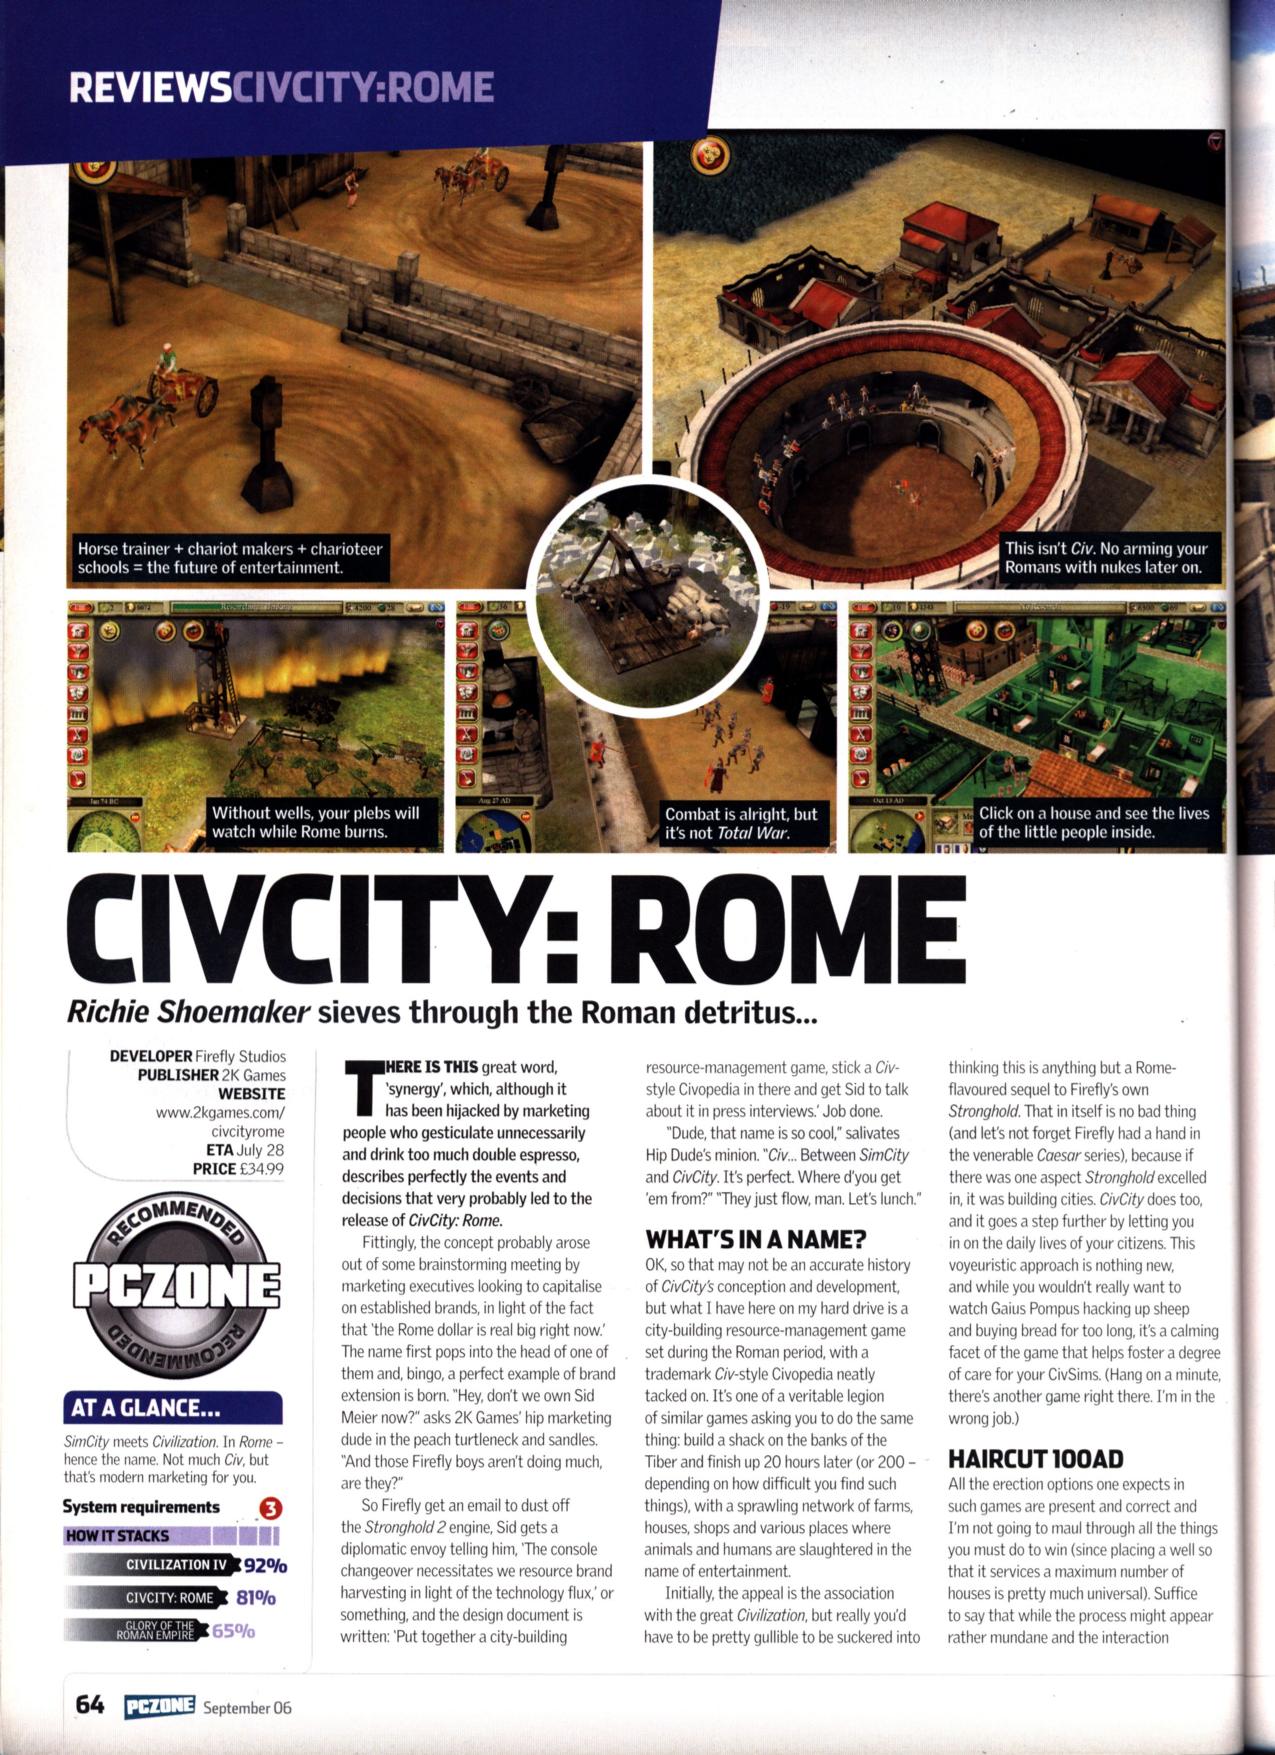 REVIEWSCIVCITY:ROME
Horse trainer + chariot makers + charioteer
schools = the future of entertainment.
This isn't Civ. No arming your
Romans with nukes later on.
Without wells, your plebs will
watch while Rome burns.
Combat is alright, but
it's not Total War.
Click on a house and see the lives
of the little people inside.
Jan 74 BC
Aug 27 AD
Oct 13 AD
CIVCITY: ROME
Richie Shoemaker sieves through the Roman detritus...
DEVELOPER Firefly Studios
PUBLISHER 2K Games
WEBSITE
www.2kgames.com/
civcityrome
ETA July 28
PRICE £34.99
RECOMMENDED
PCZONE
RECOMMENDED
AT A GLANCE...
SimCity meets Civilization. In Rome –
hence the name. Not much Civ, but
that's modern marketing for you.
System requirements 3
HOW IT STACKS
CIVILIZATION IV 92%
CIVCITY: ROME 81%
GLORY OF THE
ROMAN EMPIRE 65%
THERE IS THIS great word,
'synergy', which, although it
has been hijacked by marketing
people who gesticulate unnecessarily
and drink too much double espresso,
describes perfectly the events and
decisions that very probably led to the
release of CivCity: Rome.
Fittingly, the concept probably arose
out of some brainstorming meeting by
marketing executives looking to capitalise
on established brands, in light of the fact
that 'the Rome dollar is real big right now.'
The name first pops into the head of one of
them and, bingo, a perfect example of brand
extension is born. "Hey, don't we own Sid
Meier now?" asks 2K Games' hip marketing
dude in the peach turtleneck and sandles.
"And those Firefly boys aren't doing much,
are they?"
So Firefly get an email to dust off
the Stronghold 2 engine, Sid gets a
diplomatic envoy telling him, 'The console
changeover necessitates we resource brand
harvesting in light of the technology flux,' or
something, and the design document is
written: 'Put together a city-building
resource-management game, stick a Civ-
style Civopedia in there and get Sid to talk
about it in press interviews.' Job done.
"Dude, that name is so cool," salivates
Hip Dude's minion. "Civ... Between SimCity
and CivCity. It's perfect. Where d'you get
'em from?" "They just flow, man. Let's lunch."
WHAT'S IN A NAME?
OK, so that may not be an accurate history
of CivCity's conception and development,
but what I have here on my hard drive is a
city-building resource-management game
set during the Roman period, with a
trademark Civ-style Civopedia neatly
tacked on. It's one of a veritable legion
of similar games asking you to do the same
thing: build a shack on the banks of the
Tiber and finish up 20 hours later (or 200 –
depending on how difficult you find such
things), with a sprawling network of farms,
houses, shops and various places where
animals and humans are slaughtered in the
name of entertainment.
Initially, the appeal is the association
with the great Civilization, but really you'd
have to be pretty gullible to be suckered into
thinking this is anything but a Rome-
flavoured sequel to Firefly's own
Stronghold. That in itself is no bad thing
(and let's not forget Firefly had a hand in
the venerable Caesar series), because if
there was one aspect Stronghold excelled
in, it was building cities. CivCity does too,
and it goes a step further by letting you
in on the daily lives of your citizens. This
voyeuristic approach is nothing new,
and while you wouldn't really want to
watch Gaius Pompus hacking up sheep
and buying bread for too long, it's a calming
facet of the game that helps foster a degree
of care for your CivSims. (Hang on a minute,
there's another game right there. I'm in the
wrong job.)
HAIRCUT 100AD
All the erection options one expects in
such games are present and correct and
I'm not going to maul through all the things
you must do to win (since placing a well so
that it services a maximum number of
houses is pretty much universal). Suffice
to say that while the process might appear
rather mundane and the interaction
64 PCZONE September 06